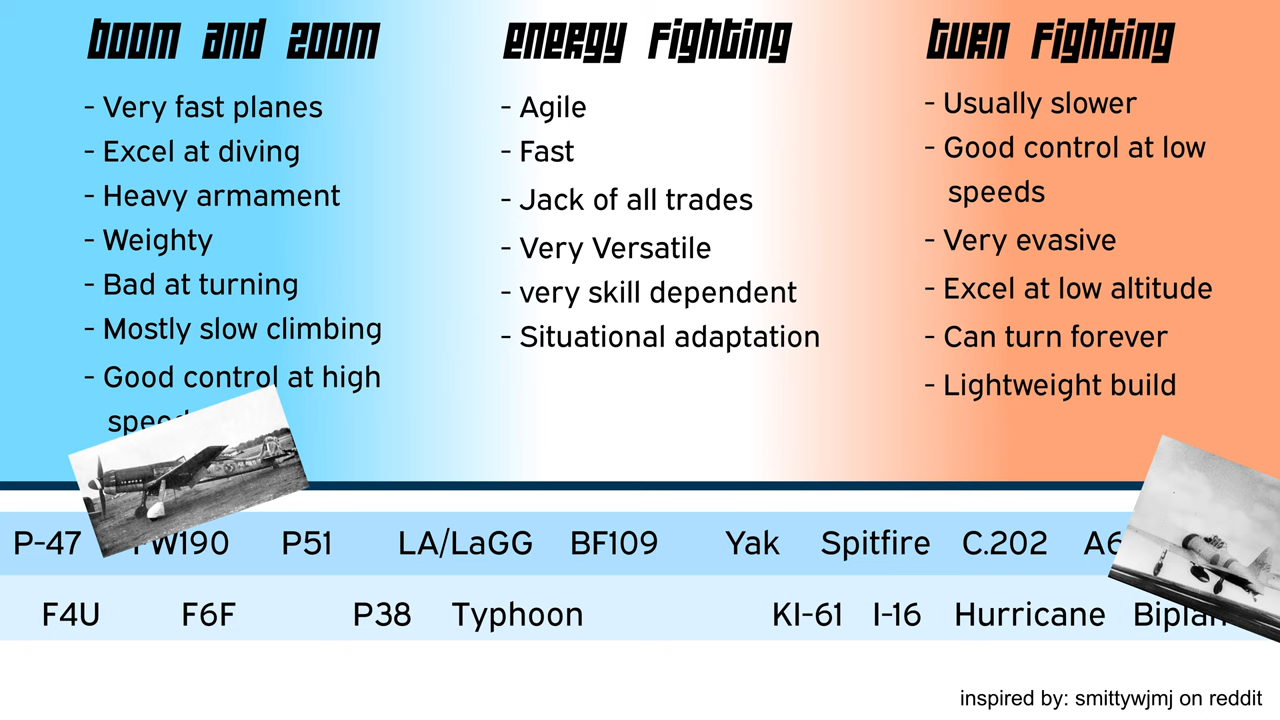 boom and zoom
- Very fast planes
- Excel at diving
- Heavy armament
- Weighty
- Bad at turning
- Mostly slow climbing
- Good control at high
energy fighting
- Agile
- Fast
- Jack of all trades
- Very Versatile
- very skill dependent
- Situational adaptation
turn fighting
- Usually slower
- Good control at low
speeds
- Very evasive
- Excel at low altitude
- Can turn forever
- Lightweight build
P-47 W190 P51 LA/LaGG BF109 Yak Spitfire C.202 A6
F4U F6F P38 Typhoon KI-61 I-16 Hurricane
inspired by: smittywjmj on reddit